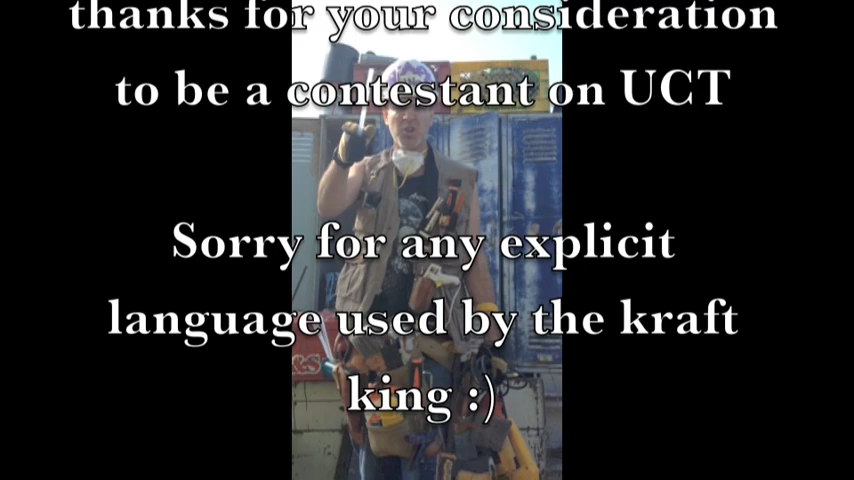 thanks for your consideration
to be a contestant on UCT
Sorry for any explicit
language used by the kraft
king :)